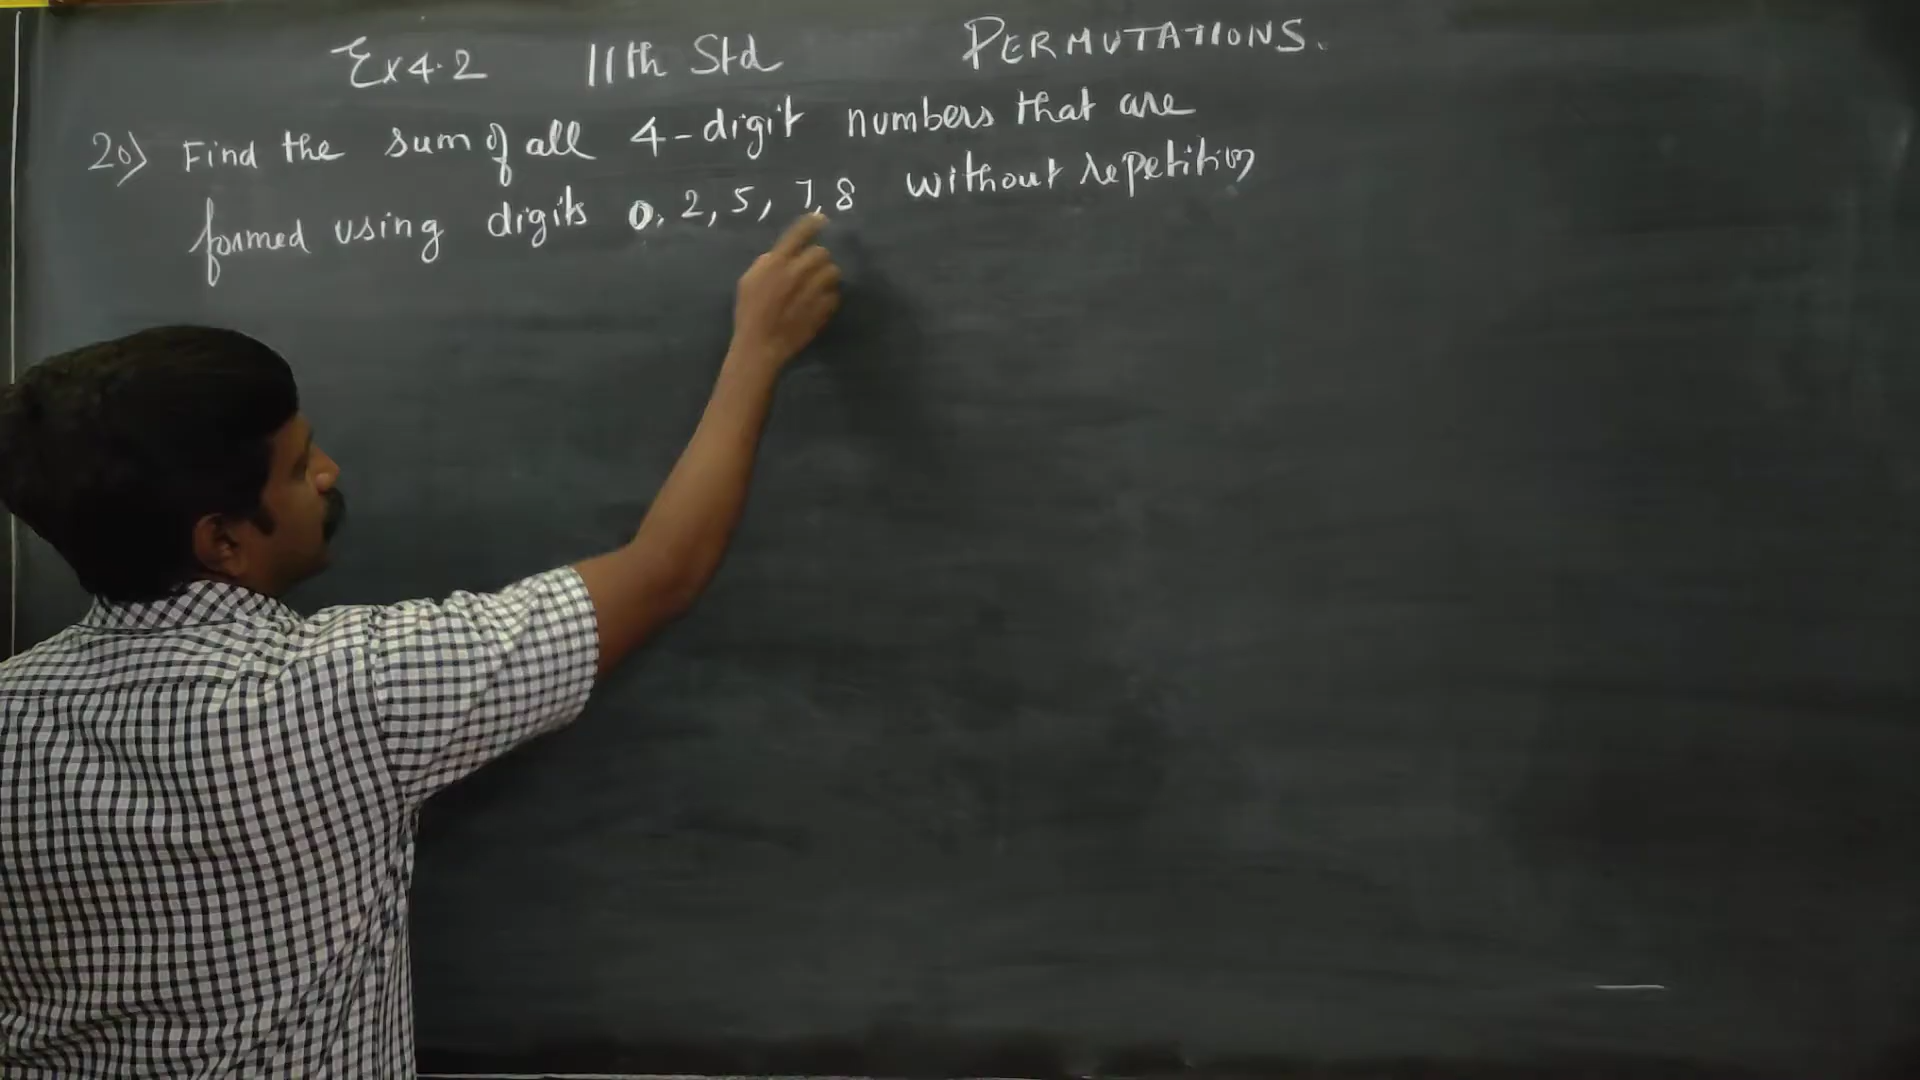 Ex 4.2 11th Std PERMUTATIONS.
20) Find the sum of all 4-digit numbers that are
formed using digits 0, 2, 5, 7, 8 without repetition